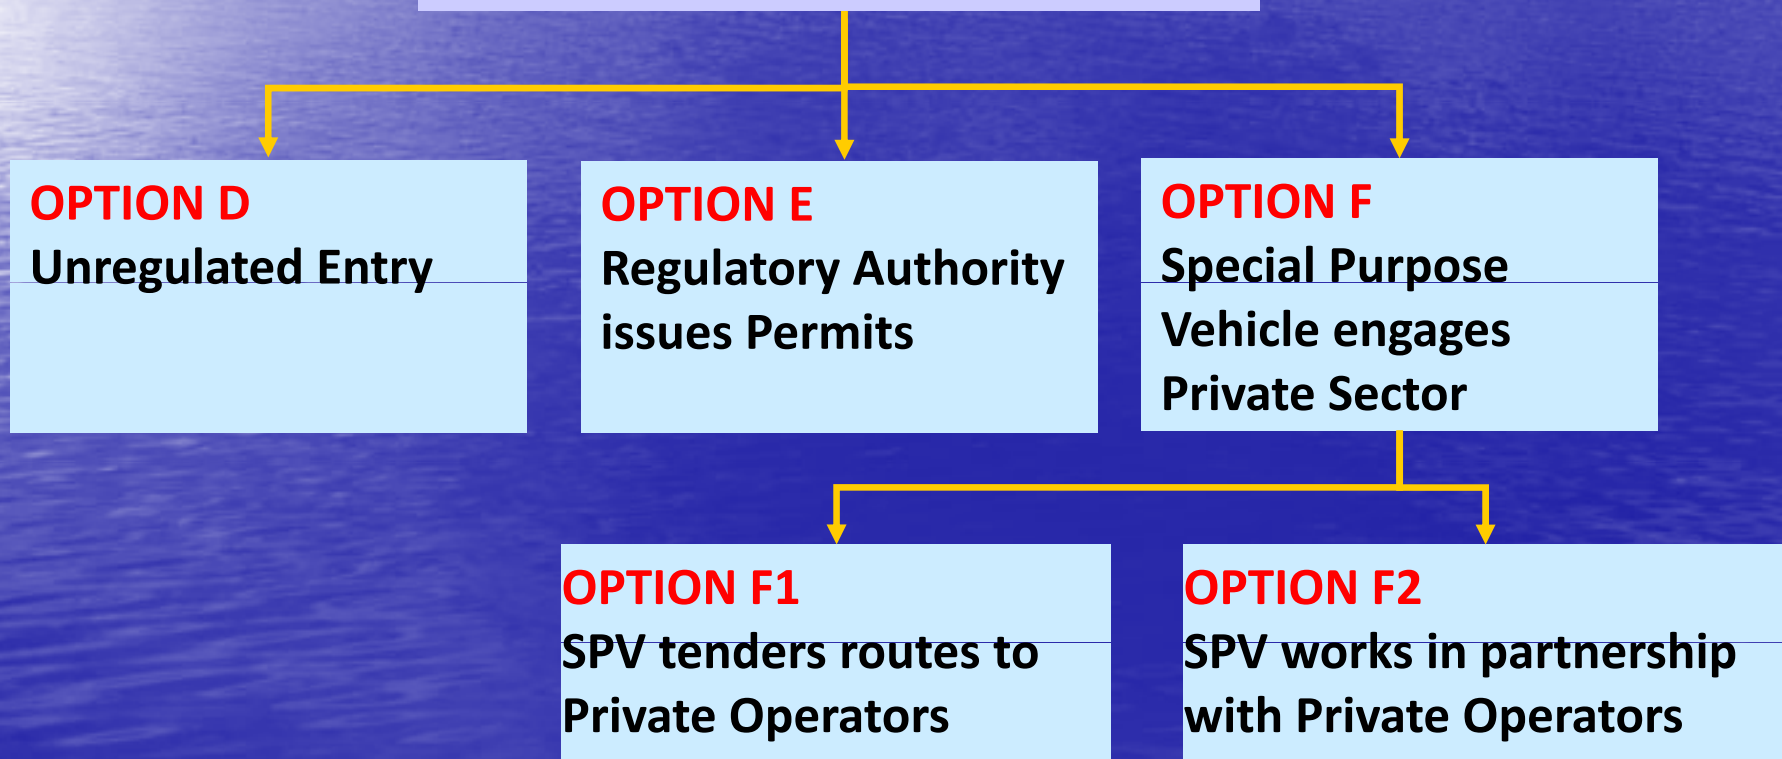 OPTION D
Unregulated Entry
OPTION E
Regulatory Authority
issues Permits
OPTION F
Special Purpose
Vehicle engages
Private Sector
OPTION F1
SPV tenders routes to
Private Operators
OPTION F2
SPV works in partnership
with Private Operators